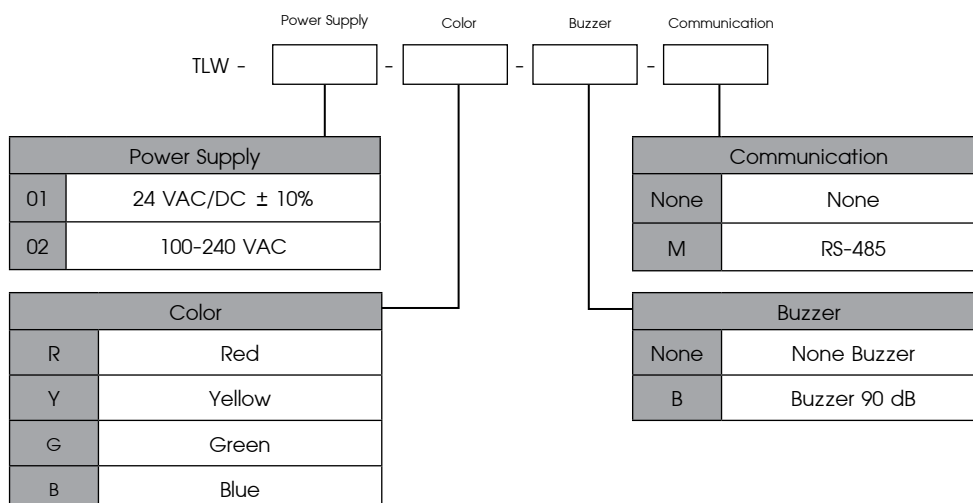 Power Supply Color Buzzer Communication
TLW - - - -
Power Supply
01 24 VAC/DC ± 10%
02 100-240 VAC
Communication
None None
M RS-485
Color
R Red
Y Yellow
G Green
B Blue
Buzzer
None None Buzzer
B Buzzer 90 dB